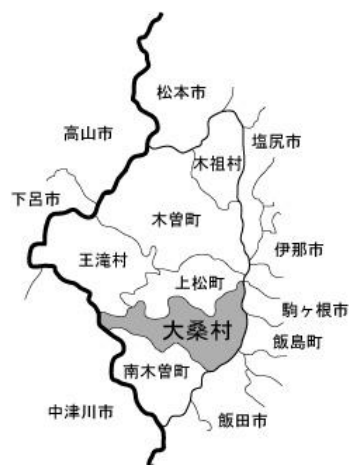 松本市
高山市
塩尻市
木祖村
下呂市
木曽町
伊那市
王滝村
上松町
駒ヶ根市
大桑村
飯島町
南木曽町
中津川市
飯田市